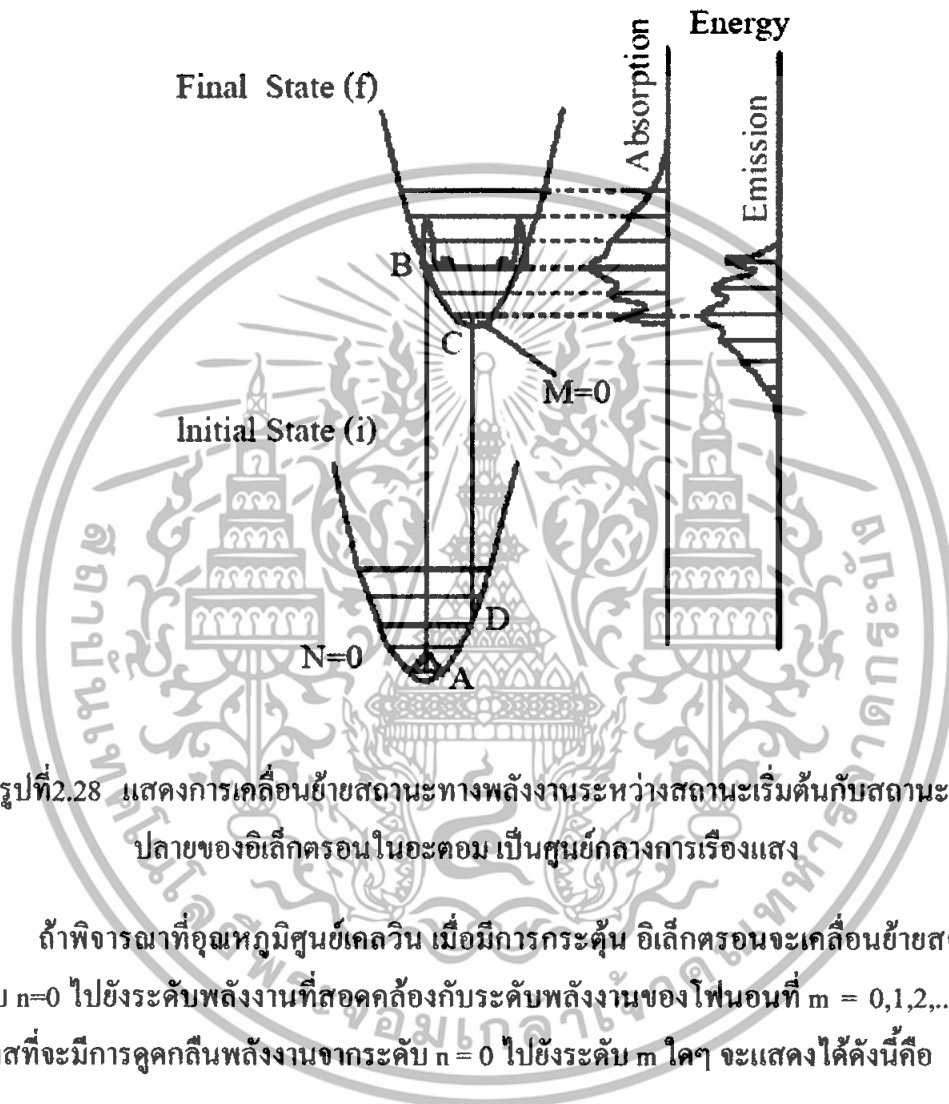 Energy
Final State (f)
Absorption
Emission
B
C
M=0
Initial State (i)
D
N=0
A
รูปที่2.28 แสดงการเคลื่อนย้ายสถานะทางพลังงานระหว่างสถานะเริ่มต้นกับสถานะ
ปลายของอิเล็กตรอนในอะตอม เป็นศูนย์กลางการเรืองแสง
ถ้าพิจารณาที่อุณหภูมิศูนย์เคลวิน เมื่อมีการกระตุ้น อิเล็กตรอนจะเคลื่อนย้ายส
n=0 ไปยังระดับพลังงานที่สอดคล้องกับระดับพลังงานของโฟนอนที่ m = 0,1,2,..
ที่จะมีการดูดกลืนพลังงานจากระดับ n = 0 ไปยังระดับ m ใดๆ จะแสดงได้ดังนี้คือ